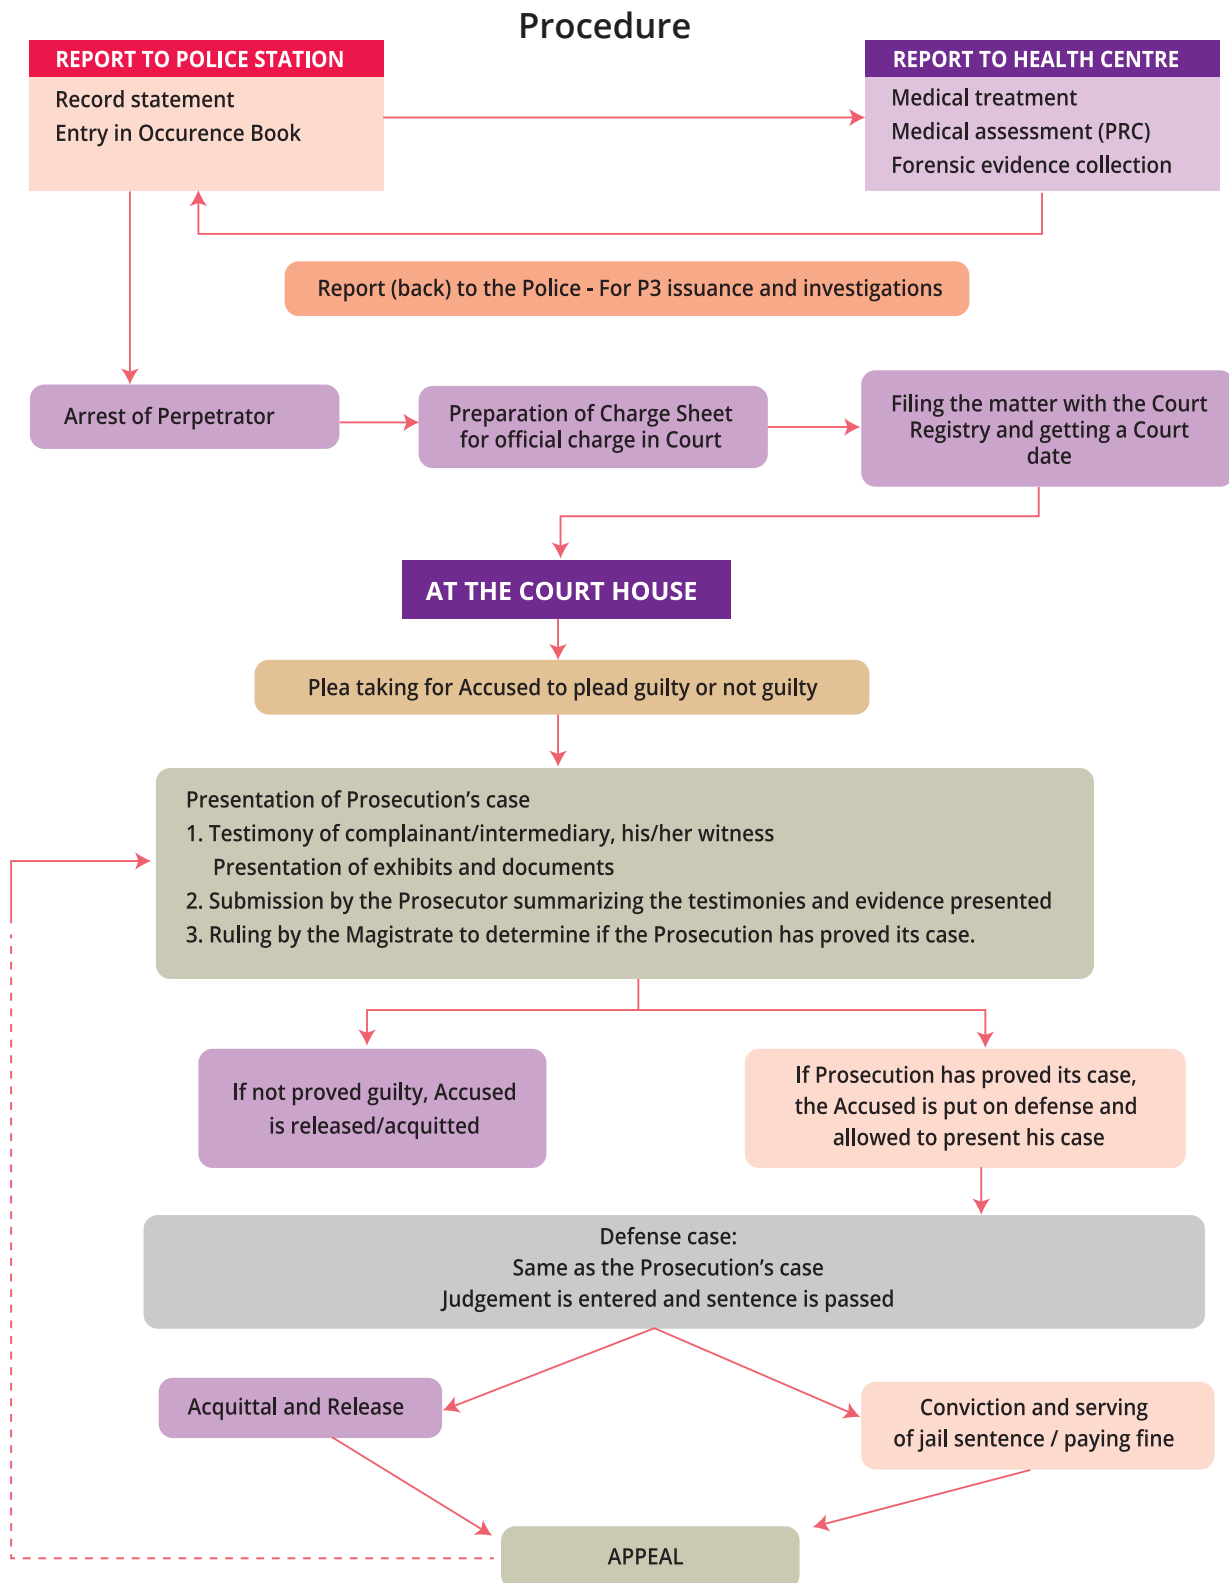 Procedure
REPORT TO POLICE STATION
Record statement
Entry in Occurence Book
REPORT TO HEALTH CENTRE
Medical treatment
Medical assessment (PRC)
Forensic evidence collection
Report (back) to the Police - For P3 issuance and investigations
Arrest of Perpetrator
Preparation of Charge Sheet
for official charge in Court
Filing the matter with the Court
Registry and getting a Court
date
AT THE COURT HOUSE
Plea taking for Accused to plead guilty or not guilty
Presentation of Prosecution’s case
1. Testimony of complainant/intermediary, his/her witness
Presentation of exhibits and documents
2. Submission by the Prosecutor summarizing the testimonies and evidence presented
3. Ruling by the Magistrate to determine if the Prosecution has proved its case.
If not proved guilty, Accused
is released/acquitted
If Prosecution has proved its case,
the Accused is put on defense and
allowed to present his case
Defense case:
Same as the Prosecution’s case
Judgement is entered and sentence is passed
Acquittal and Release
Conviction and serving
of jail sentence / paying fine
APPEAL